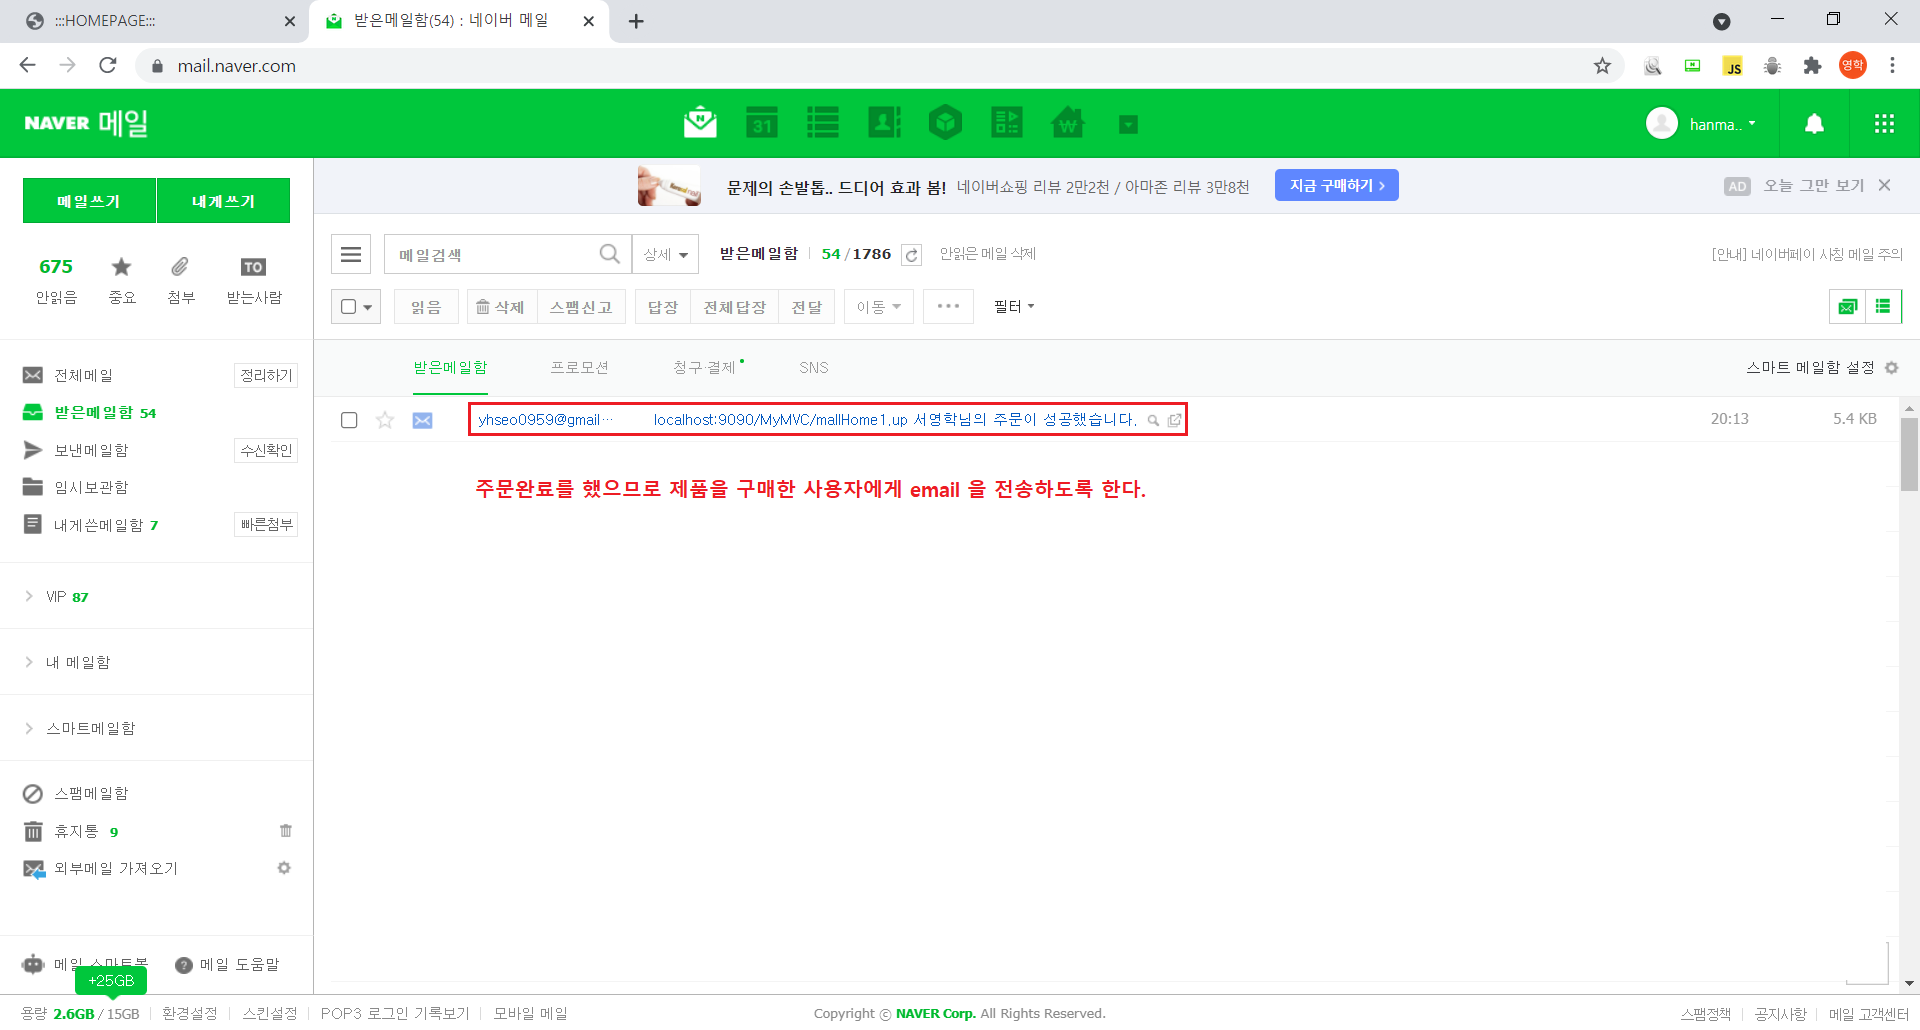 :::HOMEPAGE:::
받은메일함(54) : 네이버 메일
mail.naver.com
JS
영학
NAVER 메일
31
hanma..
메일쓰기
내게쓰기
문제의 손발톱.. 드디어 효과 봄! 네이버쇼핑 리뷰 2만2천 / 아마존 리뷰 3만8천
지금 구매하기 >
AD 오늘 그만 보기
675
안읽음
중요
첨부
TO
받는사람
메일검색
상세
받은메일함
54/1786
안읽은 메일 삭제
[안내] 네이버페이 사칭 메일 주의
읽음
삭제
스팸신고
답장
전체답장
전달
이동
필터
전체메일
정리하기
받은메일함 54
보낸메일함
수신확인
임시보관함
내게쓴메일함 7
빠른첨부
VIP 87
내 메일함
스마트메일함
스팸메일함
휴지통 9
외부메일 가져오기
받은메일함
프로모션
청구·결제
SNS
스마트 메일함 설정
yhseo0959@gmail…
localhost:9090/MyMVC/mallHome1.up 서영학님의 주문이 성공했습니다.
20:13
5.4 KB
주문완료를 했으므로 제품을 구매한 사용자에게 email 을 전송하도록 한다.
메일 스마트봇
메일 도움말
+25GB
용량 2.6GB / 15GB
환경설정
스킨설정
POP3 로그인 기록보기
모바일 메일
Copyright © NAVER Corp. All Rights Reserved.
스팸정책
공지사항
메일 고객센터